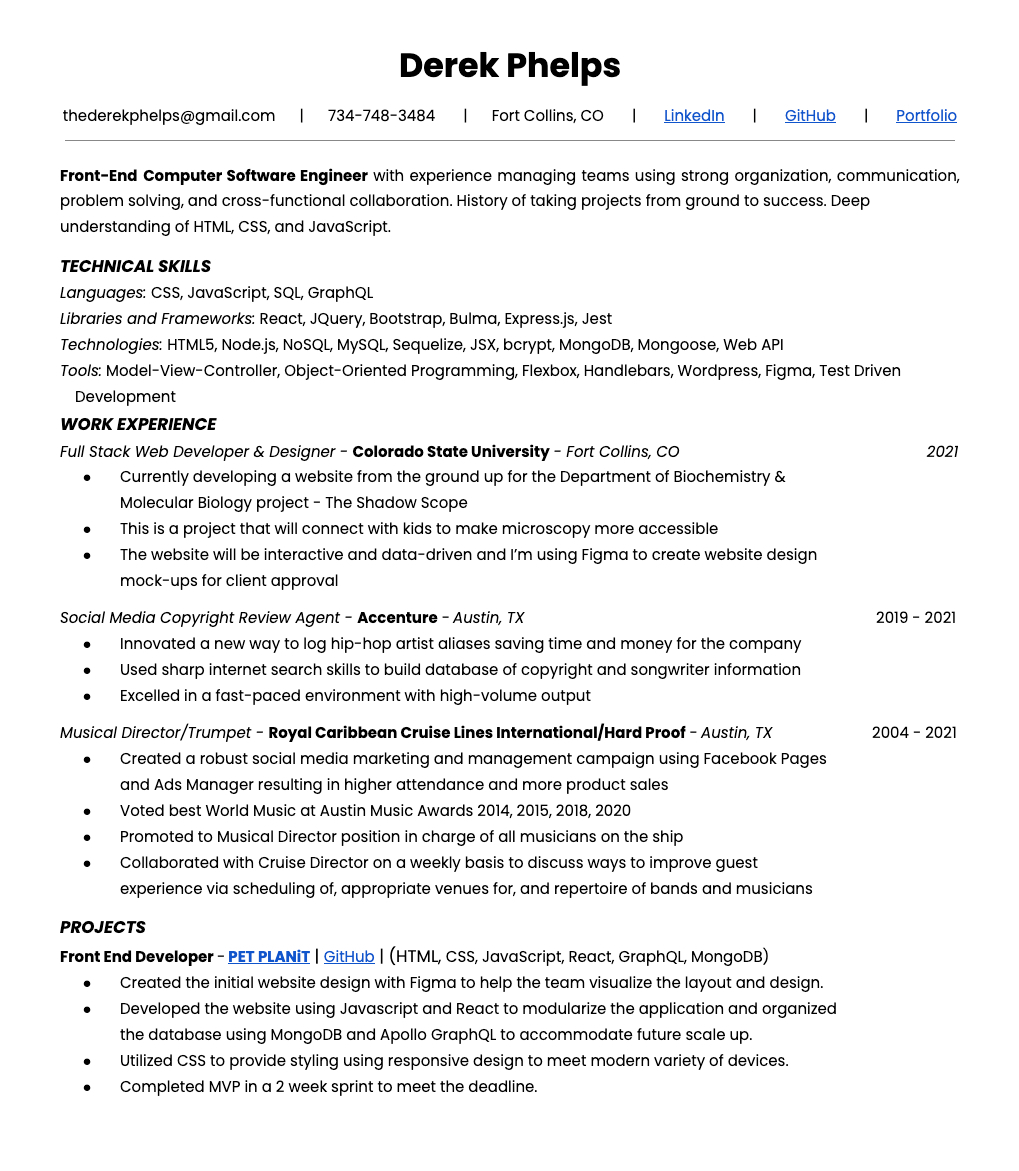 Derek Phelps
thederekphelps@gmail.com | 734-748-3484 | Fort Collins, CO | LinkedIn | GitHub | Portfolio
Front-End Computer Software Engineer with experience managing teams using strong organization, communication,
problem solving, and cross-functional collaboration. History of taking projects from ground to success. Deep
understanding of HTML, CSS, and JavaScript.
TECHNICAL SKILLS
Languages: CSS, JavaScript, SQL, GraphQL
Libraries and Frameworks: React, JQuery, Bootstrap, Bulma, Express.js, Jest
Technologies: HTML5, Node.js, NoSQL, MySQL, Sequelize, JSX, bcrypt, MongoDB, Mongoose, Web API
Tools: Model-View-Controller, Object-Oriented Programming, Flexbox, Handlebars, Wordpress, Figma, Test Driven
Development
WORK EXPERIENCE
Full Stack Web Developer & Designer - Colorado State University - Fort Collins, CO 2021
● Currently developing a website from the ground up for the Department of Biochemistry &
Molecular Biology project - The Shadow Scope
● This is a project that will connect with kids to make microscopy more accessible
● The website will be interactive and data-driven and I’m using Figma to create website design
mock-ups for client approval
Social Media Copyright Review Agent - Accenture - Austin, TX 2019 - 2021
● Innovated a new way to log hip-hop artist aliases saving time and money for the company
● Used sharp internet search skills to build database of copyright and songwriter information
● Excelled in a fast-paced environment with high-volume output
Musical Director/Trumpet - Royal Caribbean Cruise Lines International/Hard Proof - Austin, TX 2004 - 2021
● Created a robust social media marketing and management campaign using Facebook Pages
and Ads Manager resulting in higher attendance and more product sales
● Voted best World Music at Austin Music Awards 2014, 2015, 2018, 2020
● Promoted to Musical Director position in charge of all musicians on the ship
● Collaborated with Cruise Director on a weekly basis to discuss ways to improve guest
experience via scheduling of, appropriate venues for, and repertoire of bands and musicians
PROJECTS
Front End Developer - PET PLANiT | GitHub | (HTML, CSS, JavaScript, React, GraphQL, MongoDB)
● Created the initial website design with Figma to help the team visualize the layout and design.
● Developed the website using Javascript and React to modularize the application and organized
the database using MongoDB and Apollo GraphQL to accommodate future scale up.
● Utilized CSS to provide styling using responsive design to meet modern variety of devices.
● Completed MVP in a 2 week sprint to meet the deadline.